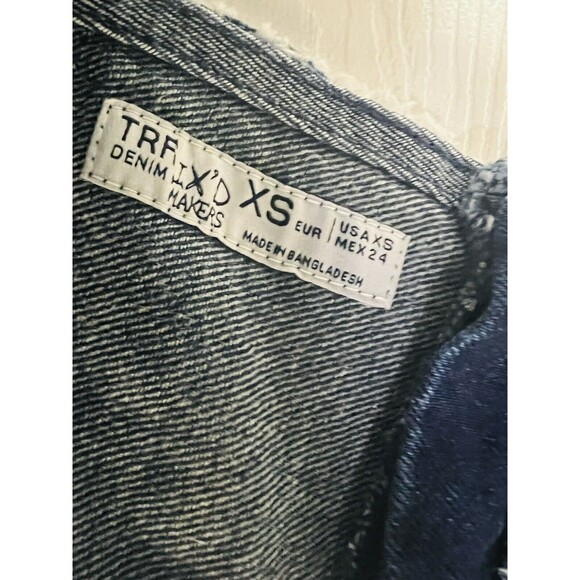 TRF
DENIM I X'D
MAKERS
XS EUR
USA XS
MEX 24
MADE IN BANGLADESH